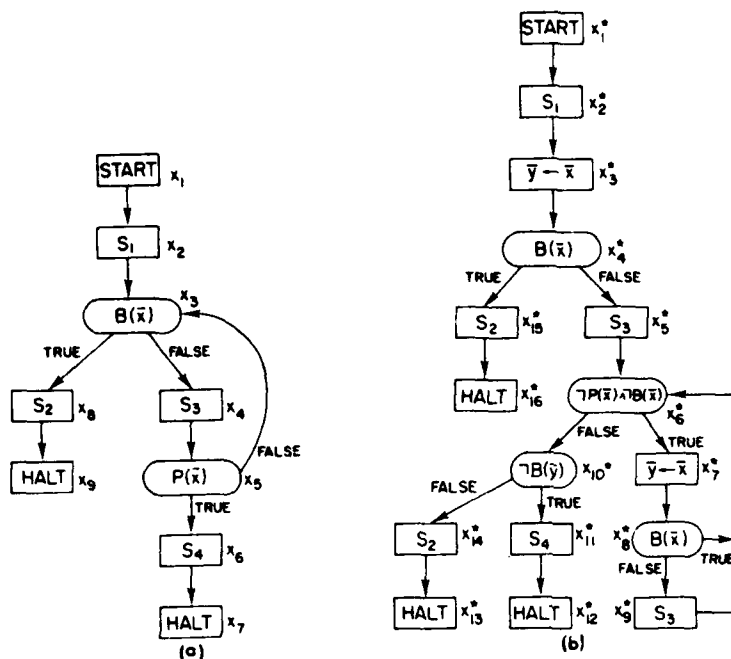 START x₁
S₁ x₂
x₃
B(x̄)
TRUE FALSE
S₂ x₈ S₃ x₄
FALSE
HALT x₉ P(x̄) x₅
TRUE
S₄ x₆
HALT x₇
(a)
START x₁*
S₁ x₂*
ȳ ← x̄ x₃*
B(x̄) x₄*
TRUE FALSE
S₂ x₁₅* S₃ x₅*
HALT x₁₆* ¬P(x̄)∧¬B(x̄) x₆*
FALSE TRUE
¬B(ȳ) x₁₀* ȳ←x̄ x₇*
FALSE TRUE
S₂ x₁₄* S₄ x₁₁* x₈* B(x̄) TRUE
FALSE
HALT x₁₃* HALT x₁₂* x₉* S₃
(b)